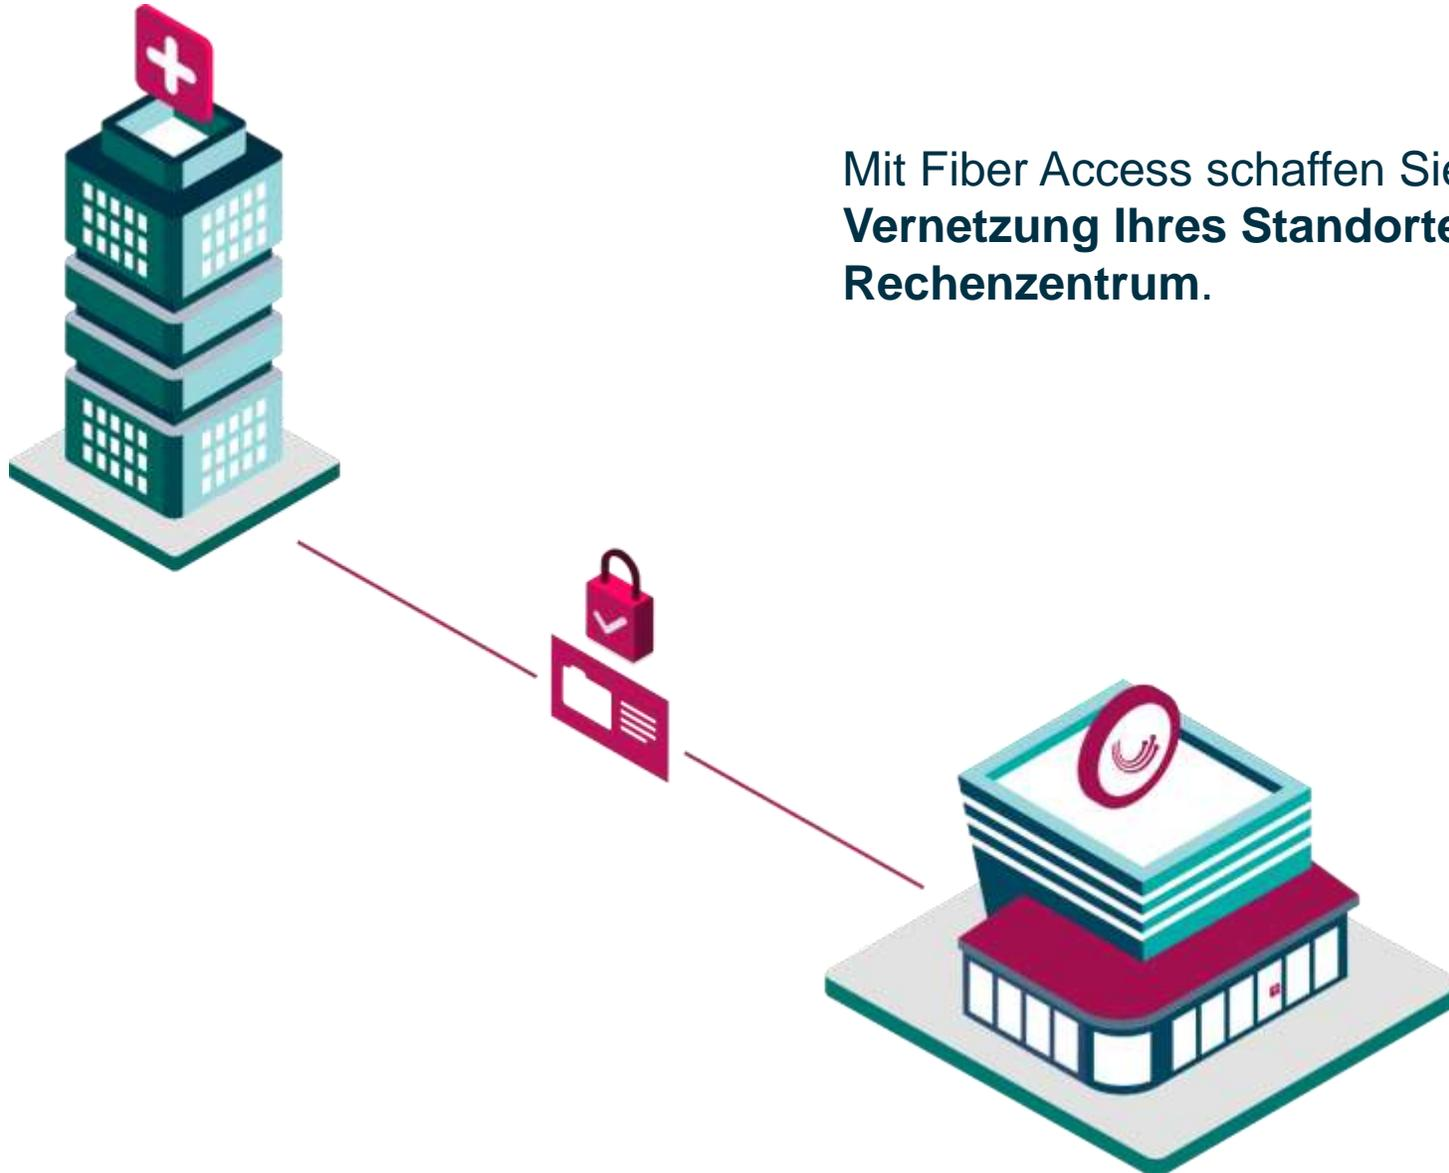 Mit Fiber Access schaffen Sie
Vernetzung Ihres Standorte
Rechenzentrum.